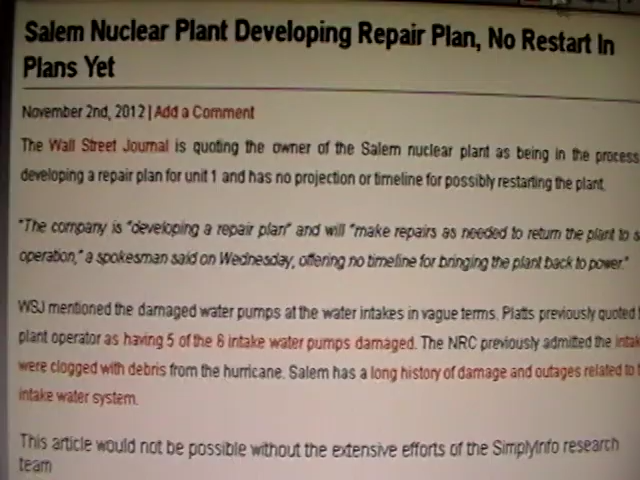 Salem Nuclear Plant Developing Repair Plan, No Restart In
Plans Yet
November 2nd, 2012 | Add a Comment
The Wall Street Journal is quoting the owner of the Salem nuclear plant as being in the process
developing a repair plan for unit 1 and has no projection or timeline for possibly restarting the plant.
"The company is "developing a repair plan" and will "make repairs as needed to return the plant to s
operation," a spokesman said on Wednesday, offering no timeline for bringing the plant back to power."
WSJ mentioned the damaged water pumps at the water intakes in vague terms. Platts previously quoted
plant operator as having 5 of the 6 intake water pumps damaged. The NRC previously admitted the intak
were clogged with debris from the hurricane. Salem has a long history of damage and outages related to
intake water system.
This article would not be possible without the extensive efforts of the SimplyInfo research
team